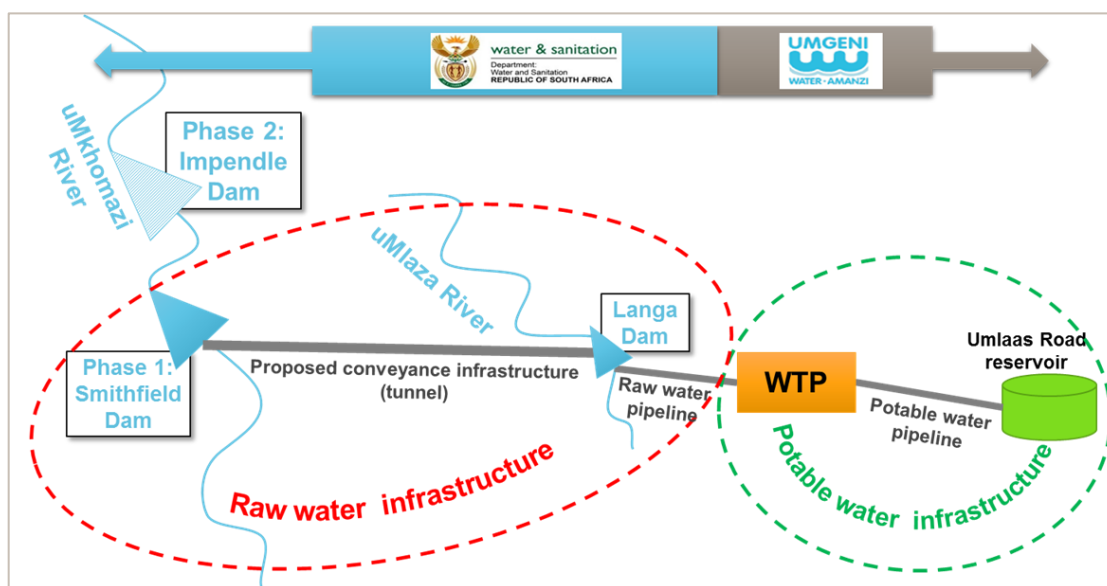 water & sanitation
Department:
Water and Sanitation
REPUBLIC OF SOUTH AFRICA
UMGENI
WATER • AMANZI
uMkhomazi
River
Phase 2:
Impendle
Dam
uMlaza River
Langa
Dam
Phase 1:
Smithfield
Dam
Proposed conveyance infrastructure
(tunnel)
Raw water
pipeline
WTP
Potable water
pipeline
Umlaas Road
reservoir
Raw water infrastructure
Potable water infrastructure